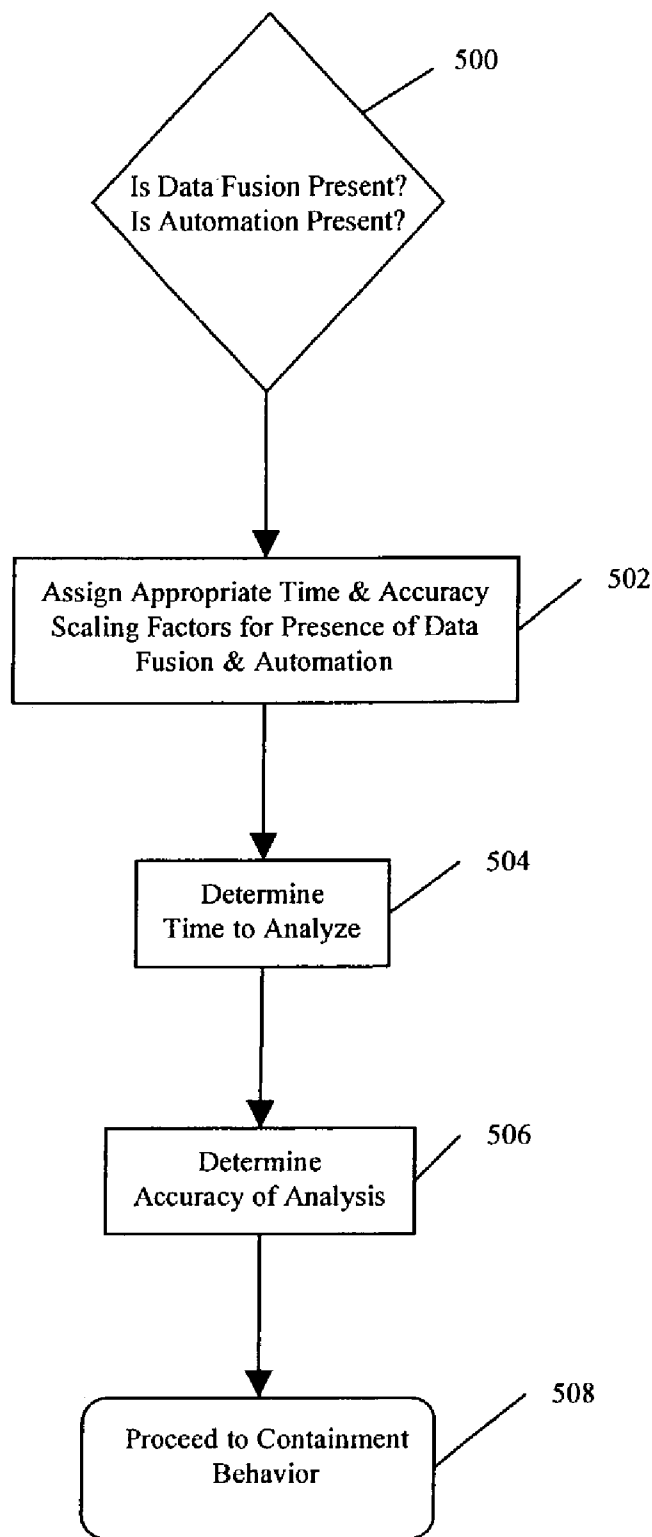 500
Is Data Fusion Present?
Is Automation Present?
502
Assign Appropriate Time & Accuracy
Scaling Factors for Presence of Data
Fusion & Automation
504
Determine
Time to Analyze
506
Determine
Accuracy of Analysis
508
Proceed to Containment
Behavior